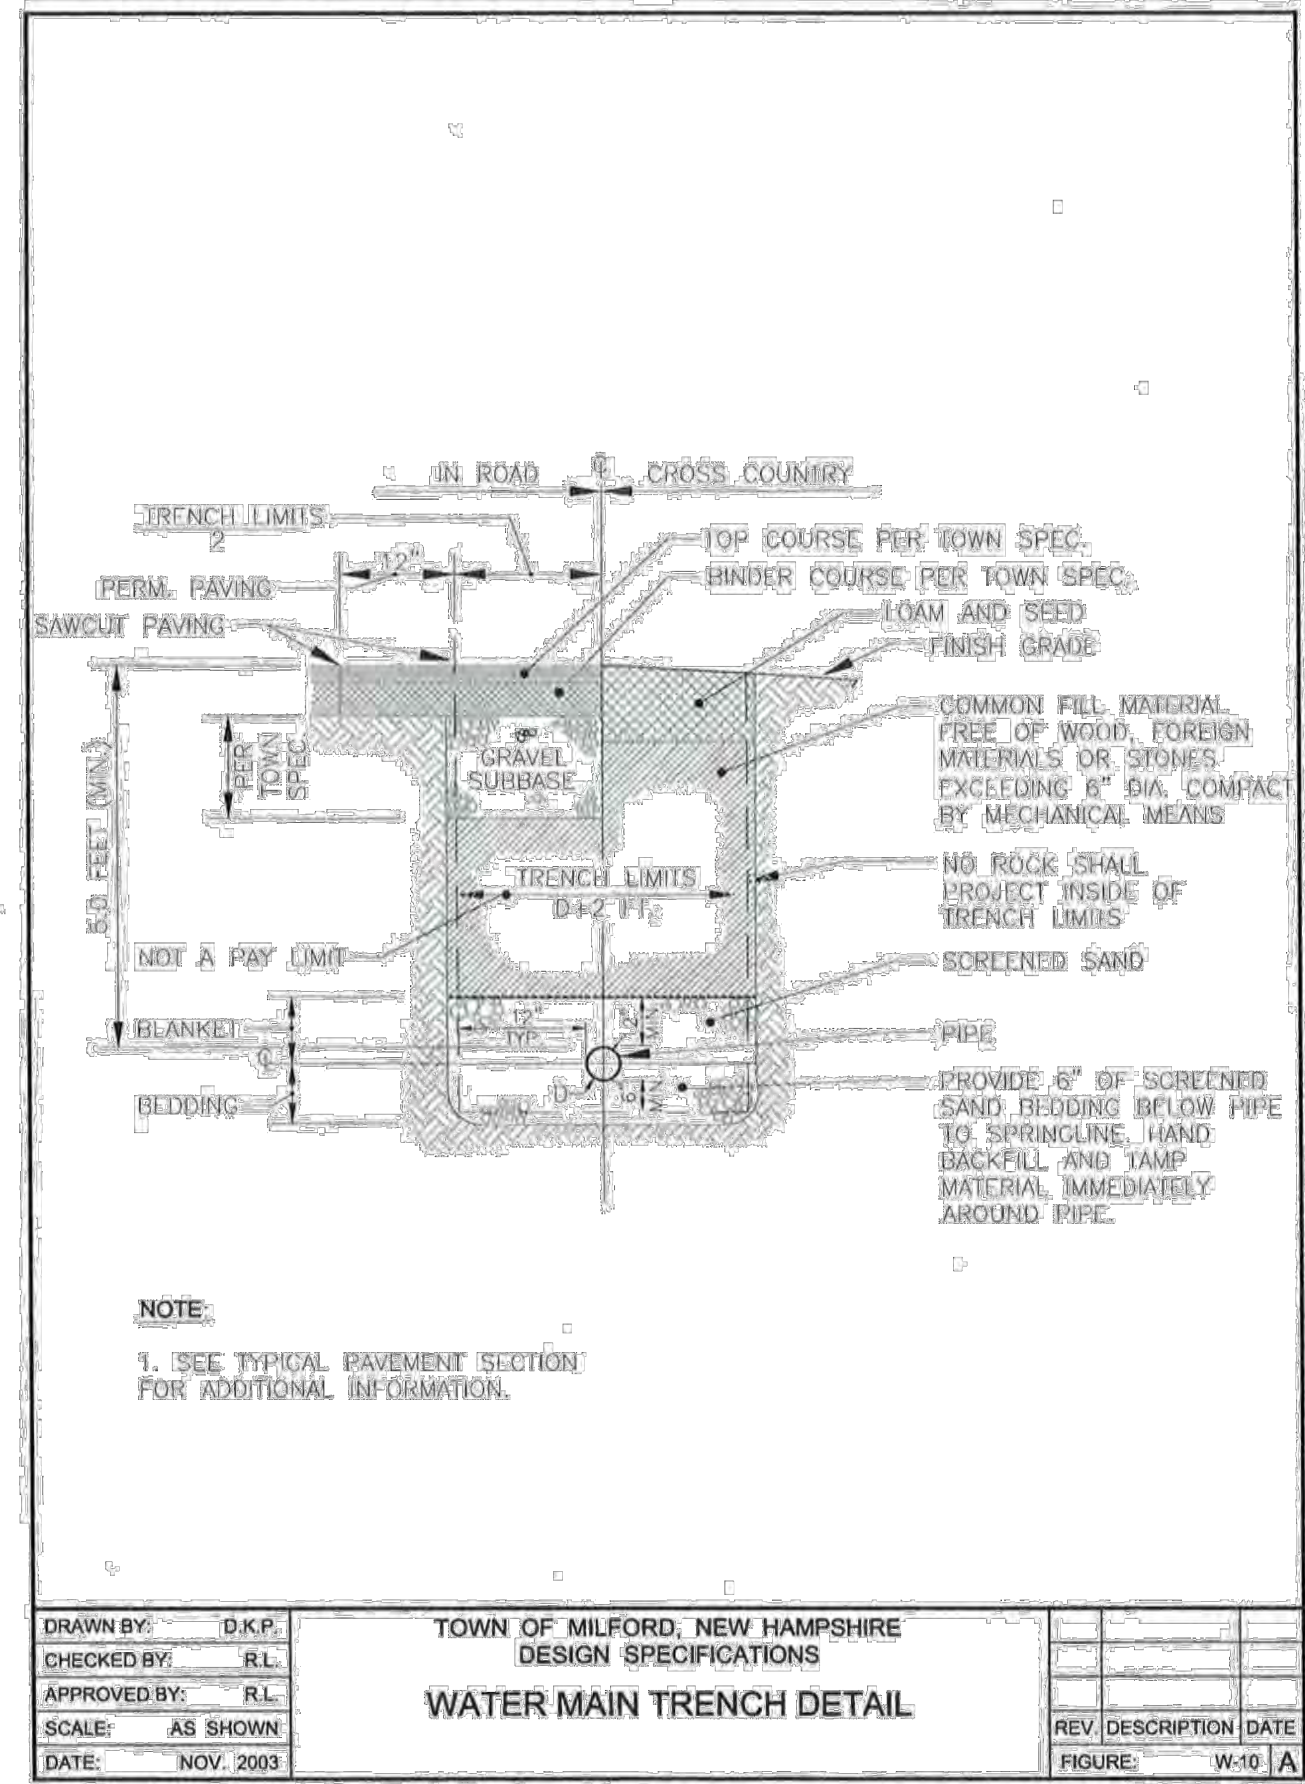 IN ROAD
℄
CROSS COUNTRY
TRENCH LIMITS
2
12"
PERM. PAVING
SAWCUT PAVING
TOP COURSE PER TOWN SPEC.
BINDER COURSE PER TOWN SPEC.
LOAM AND SEED
FINISH GRADE
5.0 FEET (MIN.)
PER
TOWN
SPEC
GRAVEL
SUBBASE
COMMON FILL MATERIAL
FREE OF WOOD, FOREIGN
MATERIALS OR STONES
EXCEEDING 6" DIA. COMPACT
BY MECHANICAL MEANS
TRENCH LIMITS
D+2 FT.
NO ROCK SHALL
PROJECT INSIDE OF
TRENCH LIMITS
NOT A PAY LIMIT
SCREENED SAND
BLANKET
12"
TYP.
12"
MIN.
PIPE
℄
BEDDING
D
6"
MIN.
PROVIDE 6" OF SCREENED
SAND BEDDING BELOW PIPE
TO SPRINGLINE. HAND
BACKFILL AND TAMP
MATERIAL IMMEDIATELY
AROUND PIPE.
NOTE:
1. SEE TYPICAL PAVEMENT SECTION
FOR ADDITIONAL INFORMATION.
DRAWN BY: D.K.P.
CHECKED BY: R.L.
APPROVED BY: R.L.
SCALE: AS SHOWN
DATE: NOV. 2003
TOWN OF MILFORD, NEW HAMPSHIRE
DESIGN SPECIFICATIONS
WATER MAIN TRENCH DETAIL
REV. DESCRIPTION DATE
FIGURE: W-10 A